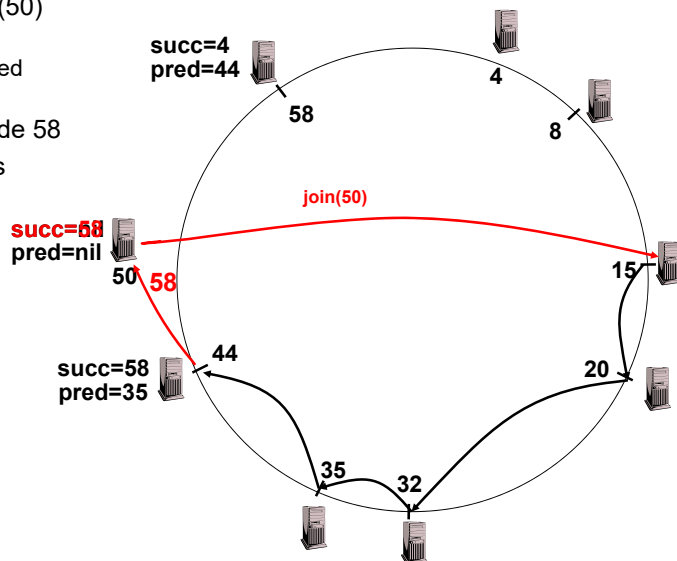 (50)
ed
de 58
s
succ=4
pred=44
58
4
8
join(50)
succ=58
pred=nil
50
58
15
succ=58
pred=35
44
20
35
32